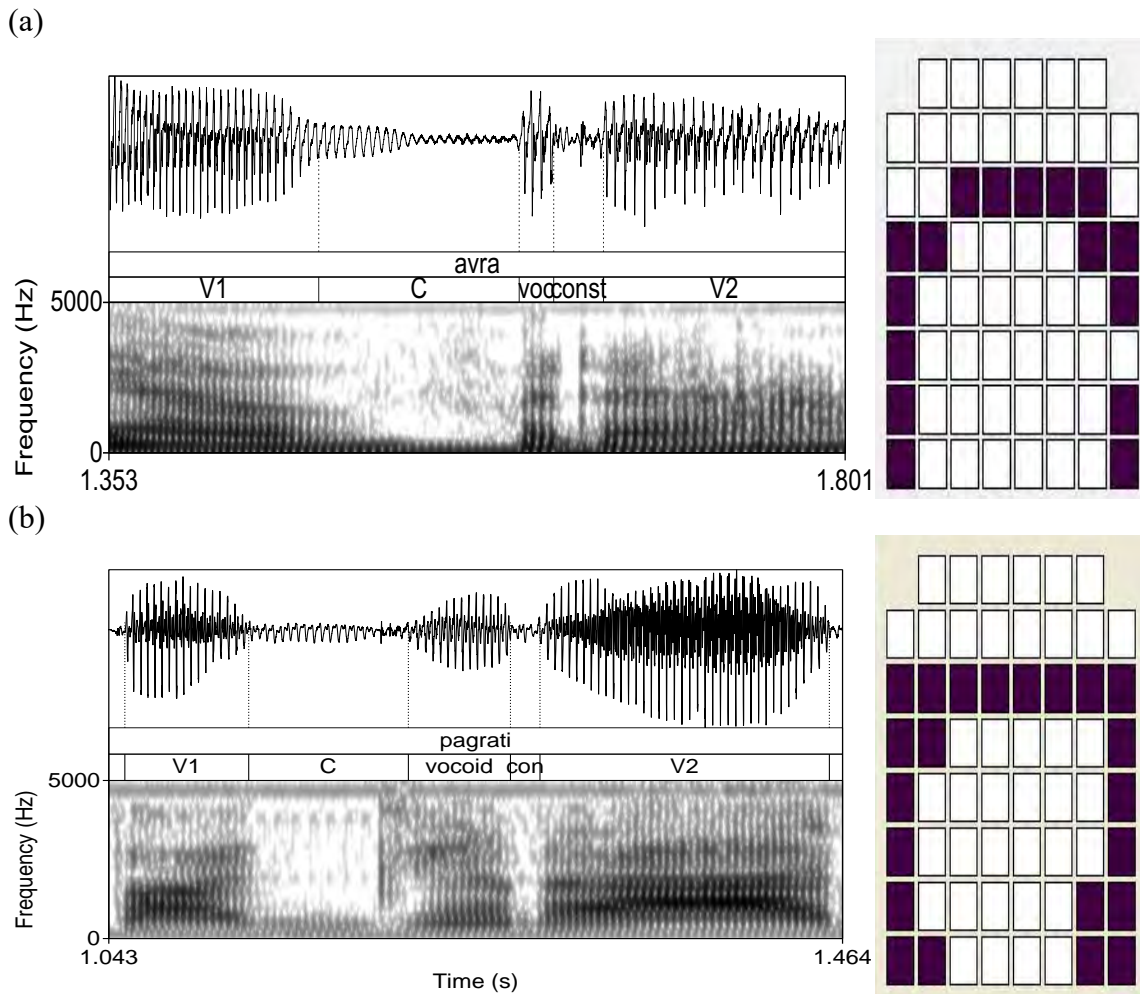 (a)
avra
V1 C voc const. V2
5000
Frequency (Hz)
0
1.353 1.801
(b)
pagrati
V1 C vocoid con V2
5000
Frequency (Hz)
0
1.043 1.464
Time (s)